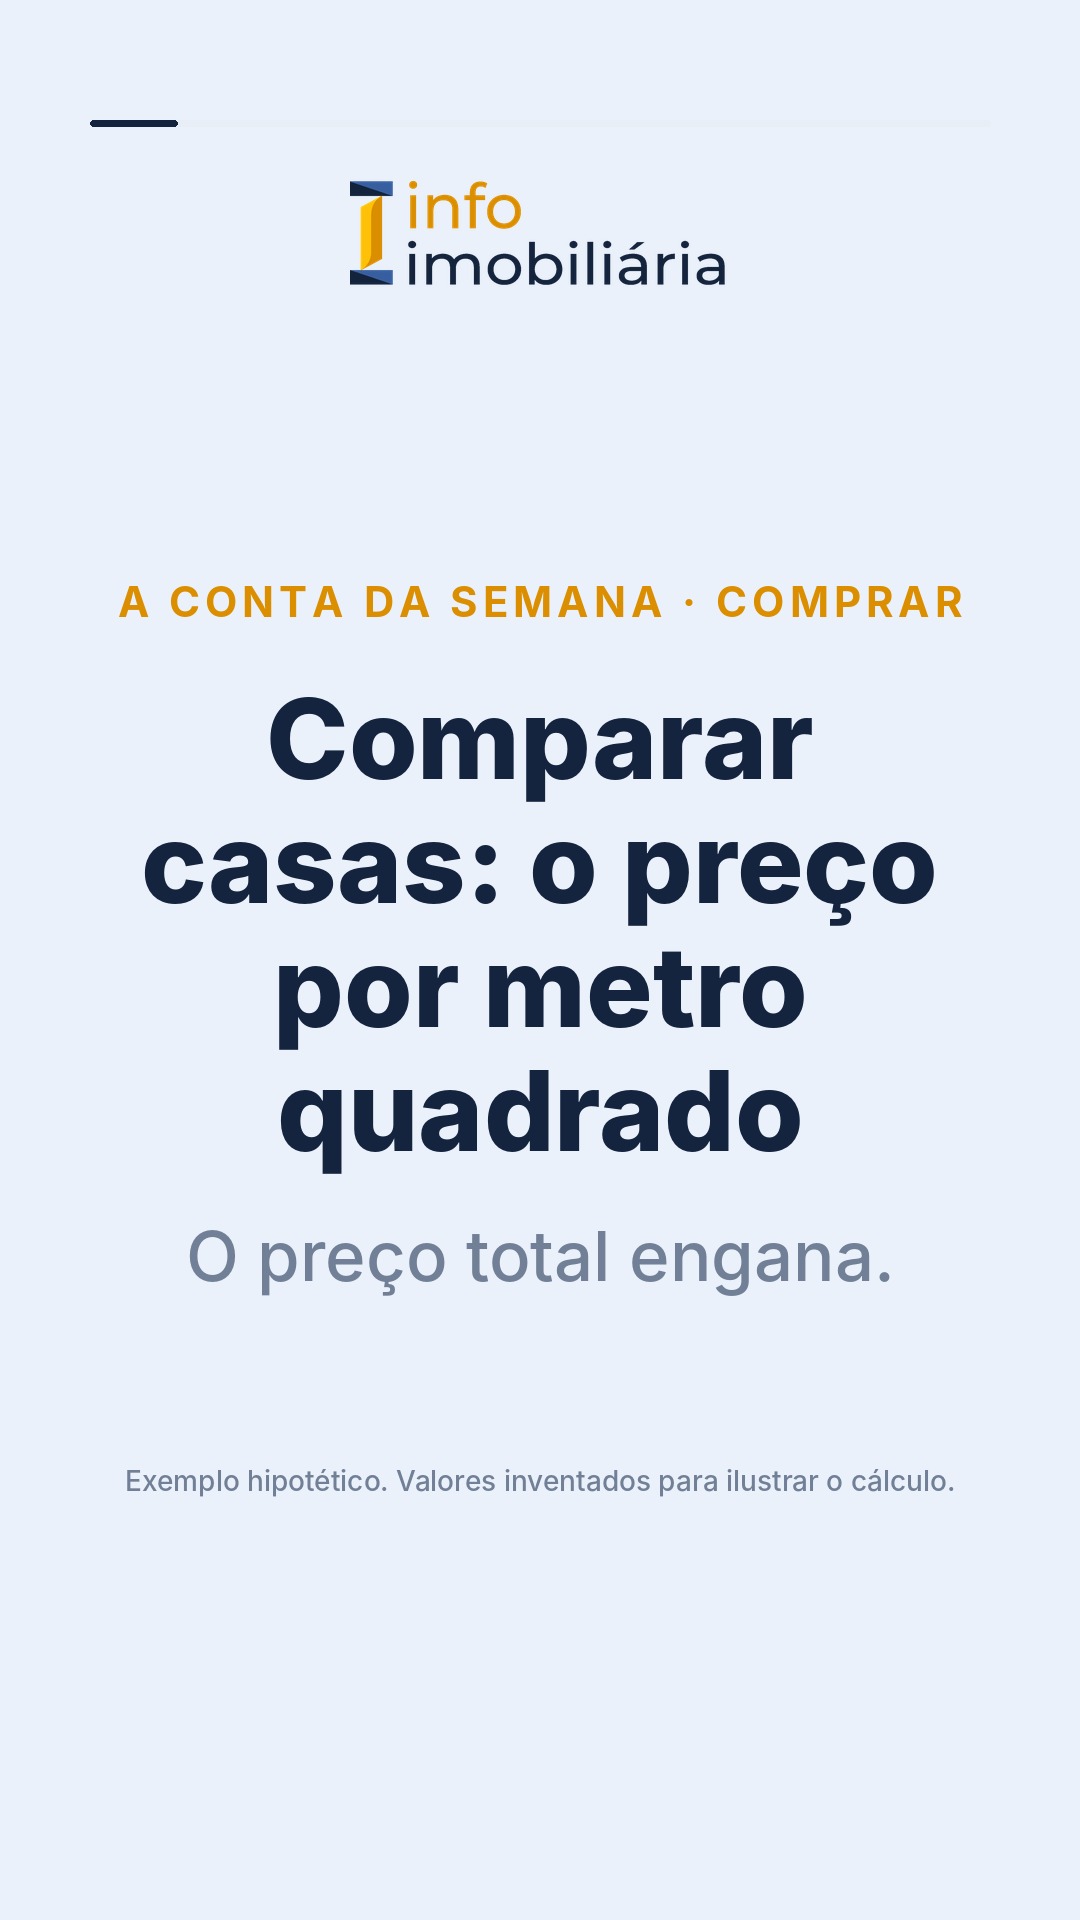 info
imobiliária
A CONTA DA SEMANA · COMPRAR
Comparar
casas: o preço
por metro
quadrado
O preço total engana.
Exemplo hipotético. Valores inventados para ilustrar o cálculo.